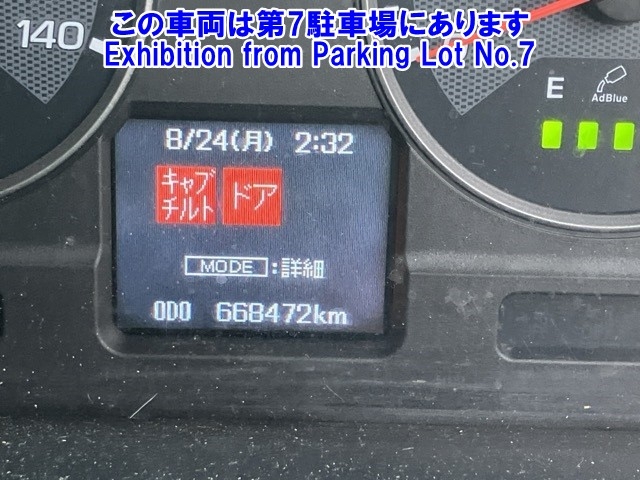 この車両は第7駐車場にあります
Exhibition from Parking Lot No.7
140
E
AdBlue
8/24(月) 2:32
キャブ
チルト
ドア
MODE:詳細
ODO 668472km